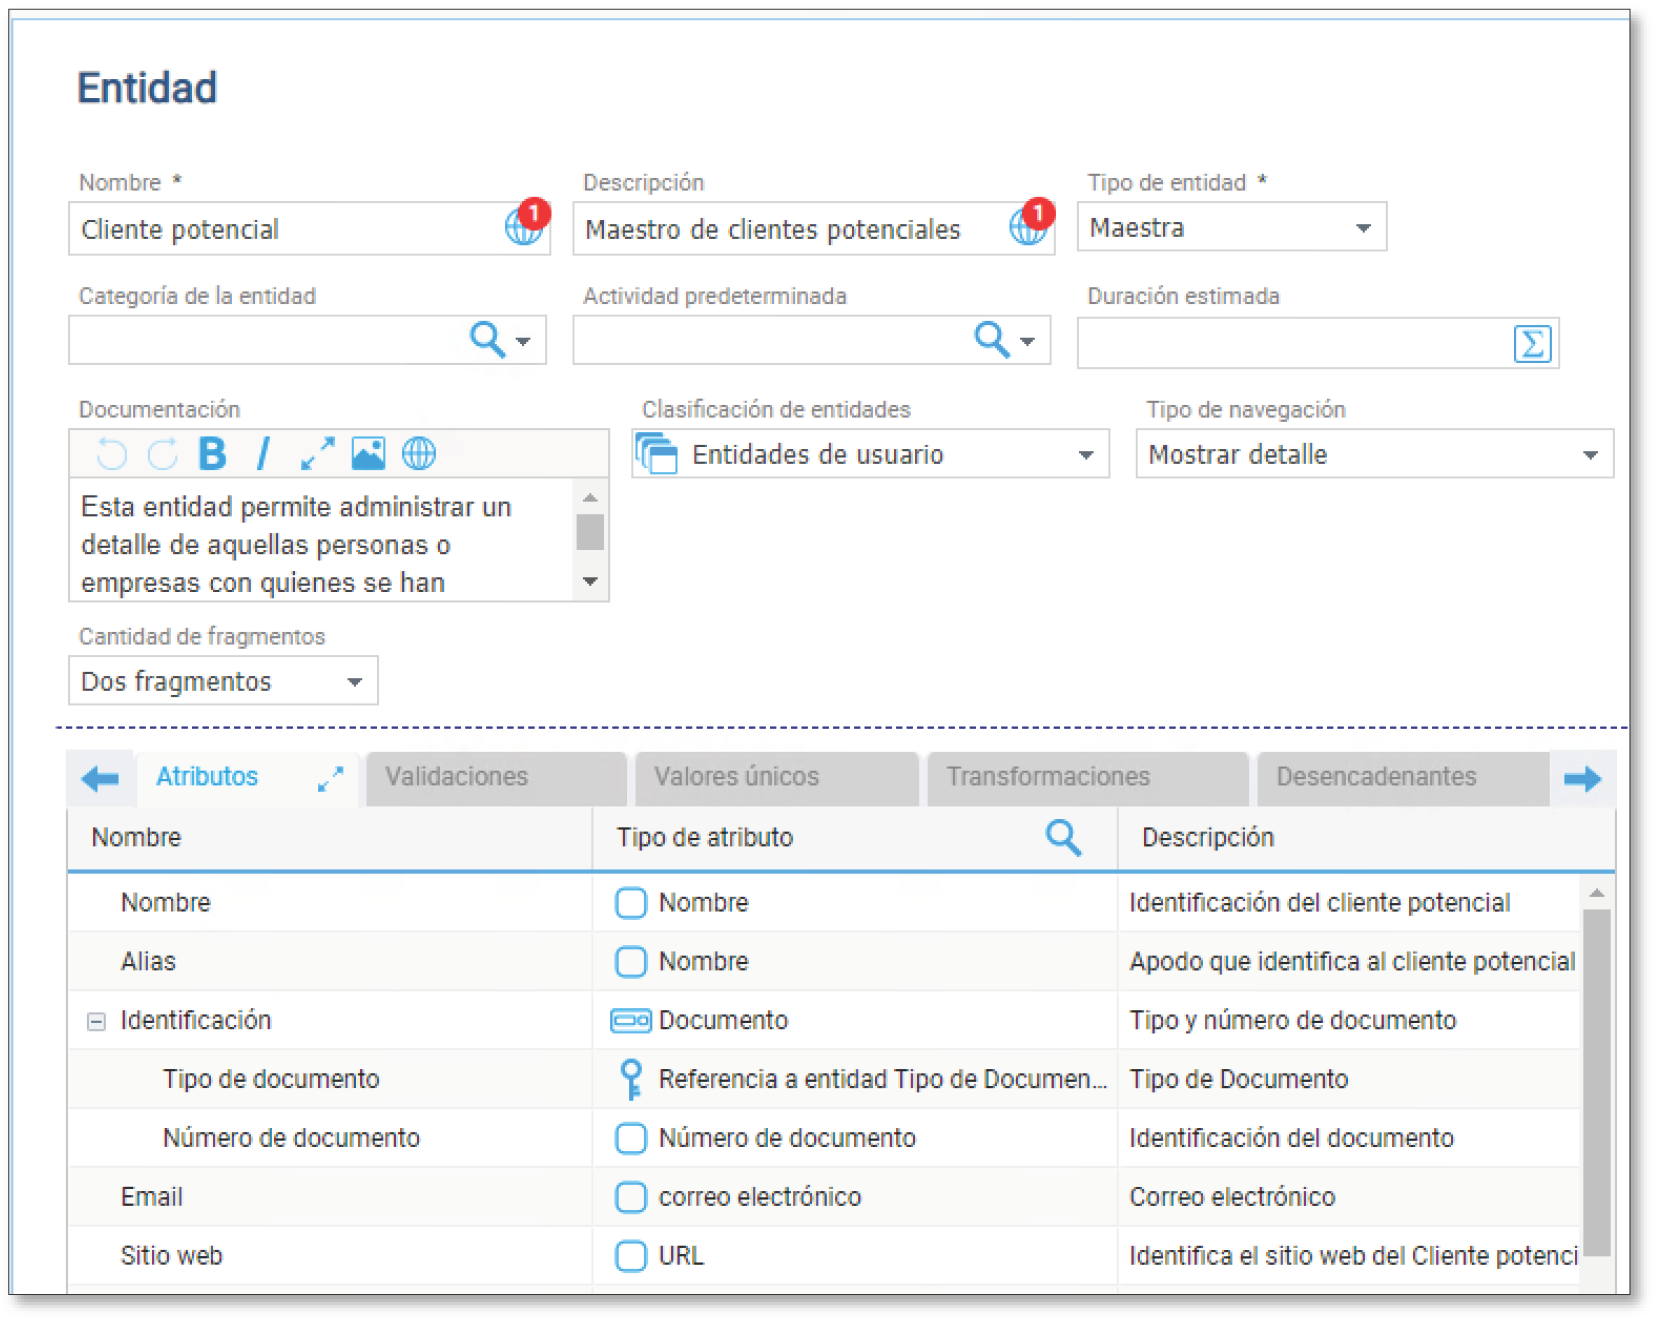 Entidad
Nombre * Descripción Tipo de entidad *
Cliente potencial 1 Maestro de clientes potenciales 1 Maestra
Categoría de la entidad Actividad predeterminada Duración estimada
Σ
Documentación Clasificación de entidades Tipo de navegación
B I Entidades de usuario Mostrar detalle
Esta entidad permite administrar un
detalle de aquellas personas o
empresas con quienes se han
Cantidad de fragmentos
Dos fragmentos
Atributos Validaciones Valores únicos Transformaciones Desencadenantes
Nombre Tipo de atributo Descripción
Nombre Nombre Identificación del cliente potencial
Alias Nombre Apodo que identifica al cliente potencial
Identificación Documento Tipo y número de documento
Tipo de documento Referencia a entidad Tipo de Documen... Tipo de Documento
Número de documento Número de documento Identificación del documento
Email correo electrónico Correo electrónico
Sitio web URL Identifica el sitio web del Cliente potenci